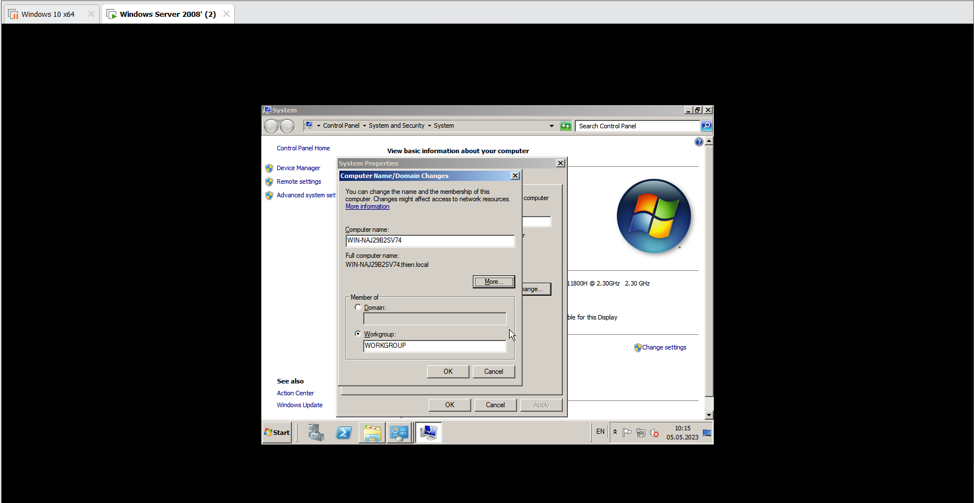 Windows 10 x64
Windows Server 2008' (2)
System
Control Panel System and Security System
Search Control Panel
Control Panel Home
Device Manager
Remote settings
Advanced system set
View basic information about your computer
System Properties
Computer Name/Domain Changes
You can change the name and the membership of this
computer. Changes might affect access to network resources.
More information
computer
Computer name:
WIN-NAJ29B2SV74
Full computer name:
WIN-NAJ29B2SV74.thien.local
More...
ange...
11800H @ 2.30GHz 2.30 GHz
Member of
Domain:
Workgroup:
WORKGROUP
ble for this Display
Change settings
OK Cancel
See also
Action Center
Windows Update
OK Cancel Apply
Start
EN
10:15
05.05.2023